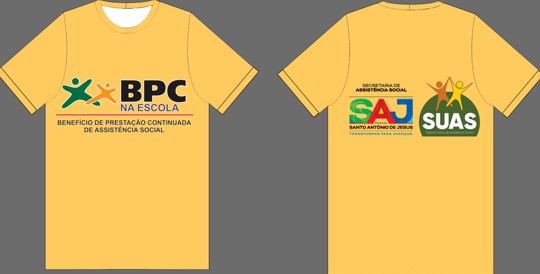 BPC
NA ESCOLA
BENEFÍCIO DE PRESTAÇÃO CONTINUADA
DE ASSISTÊNCIA SOCIAL
SECRETARIA DE
ASSISTÊNCIA SOCIAL
SAJ
SANTO ANTÔNIO DE JESUS
TRANSFORMAR PARA AVANÇAR
SUAS